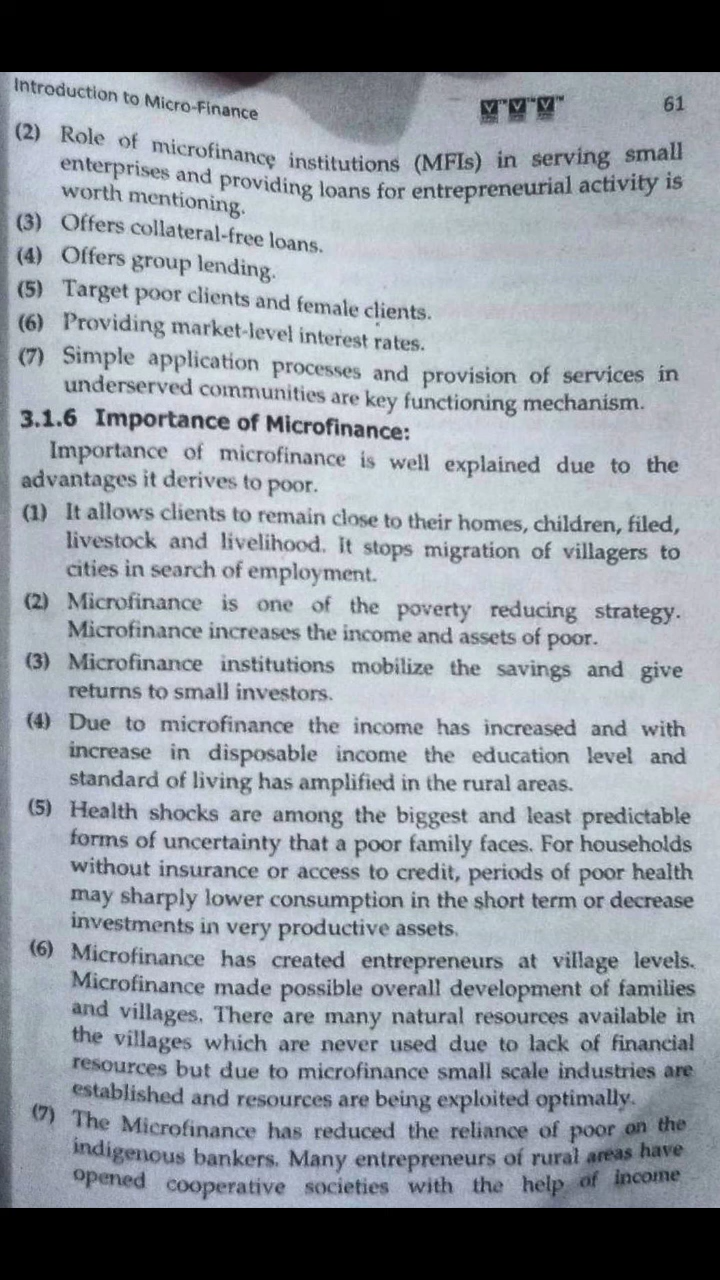 Introduction to Micro-Finance
VVV
61
(2) Role of microfinance institutions (MFIs) in serving small
enterprises and providing loans for entrepreneurial activity is
worth mentioning.
(3) Offers collateral-free loans.
(4) Offers group lending.
(5) Target poor clients and female clients.
(6) Providing market-level interest rates.
(7) Simple application processes and provision of services in
underserved communities are key functioning mechanism.
3.1.6 Importance of Microfinance:
Importance of microfinance is well explained due to the
advantages it derives to poor.
(1) It allows clients to remain close to their homes, children, filed,
livestock and livelihood. It stops migration of villagers to
cities in search of employment.
(2) Microfinance is one of the poverty reducing strategy.
Microfinance increases the income and assets of poor.
(3) Microfinance institutions mobilize the savings and give
returns to small investors.
(4) Due to microfinance the income has increased and with
increase in disposable income the education level and
standard of living has amplified in the rural areas.
(5) Health shocks are among the biggest and least predictable
forms of uncertainty that a poor family faces. For households
without insurance or access to credit, periods of poor health
may sharply lower consumption in the short term or decrease
investments in very productive assets.
(6) Microfinance has created entrepreneurs at village levels.
Microfinance made possible overall development of families
and villages. There are many natural resources available in
the villages which are never used due to lack of financial
resources but due to microfinance small scale industries are
established and resources are being exploited optimally.
(7) The Microfinance has reduced the reliance of poor on the
indigenous bankers. Many entrepreneurs of rural areas have
opened cooperative societies with the help of income